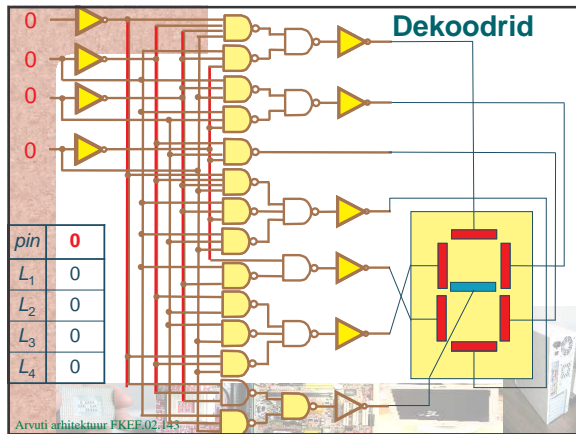 Dekoodrid
0
0
0
0
pin 0
L1 0
L2 0
L3 0
L4 0
Arvuti arhitektuur FKEF.02.143